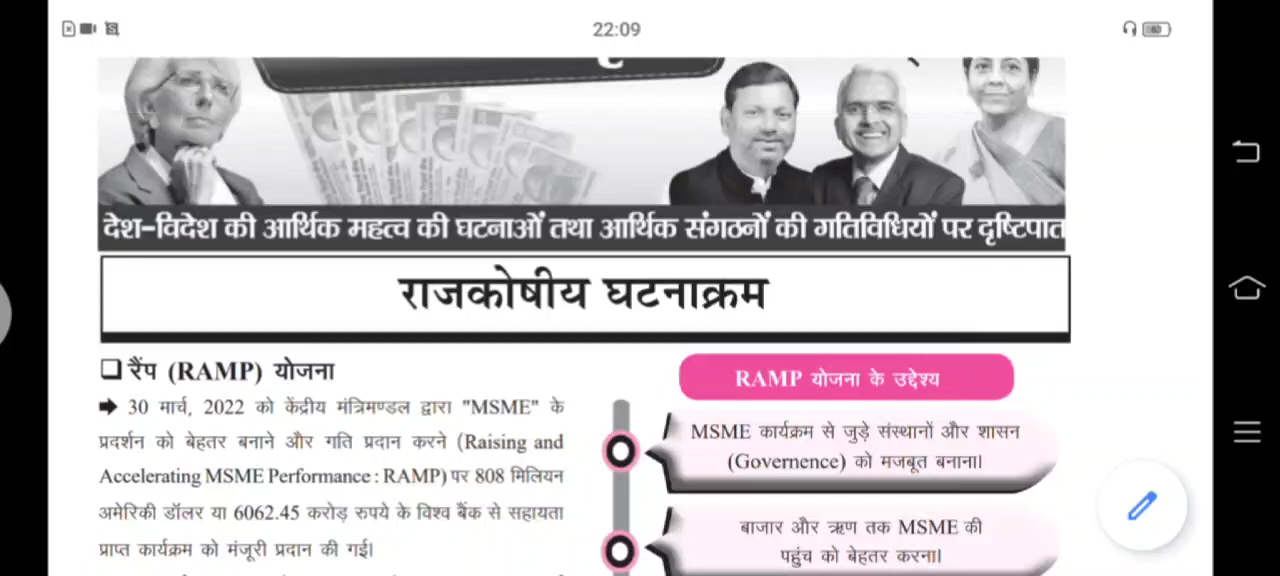 22:09
80
देश-विदेश की आर्थिक महत्व की घटनाओं तथा आर्थिक संगठनों की गतिविधियों पर दृष्टिपात
राजकोषीय घटनाक्रम
❑ रैंप (RAMP) योजना
➡ 30 मार्च, 2022 को केंद्रीय मंत्रिमण्डल द्वारा "MSME" के
प्रदर्शन को बेहतर बनाने और गति प्रदान करने (Raising and
Accelerating MSME Performance : RAMP) पर 808 मिलियन
अमेरिकी डॉलर या 6062.45 करोड़ रुपये के विश्व बैंक से सहायता
प्राप्त कार्यक्रम को मंजूरी प्रदान की गई।
RAMP योजना के उद्देश्य
MSME कार्यक्रम से जुड़े संस्थानों और शासन
(Governence) को मजबूत बनाना।
बाजार और ऋण तक MSME की
पहुंच को बेहतर करना।